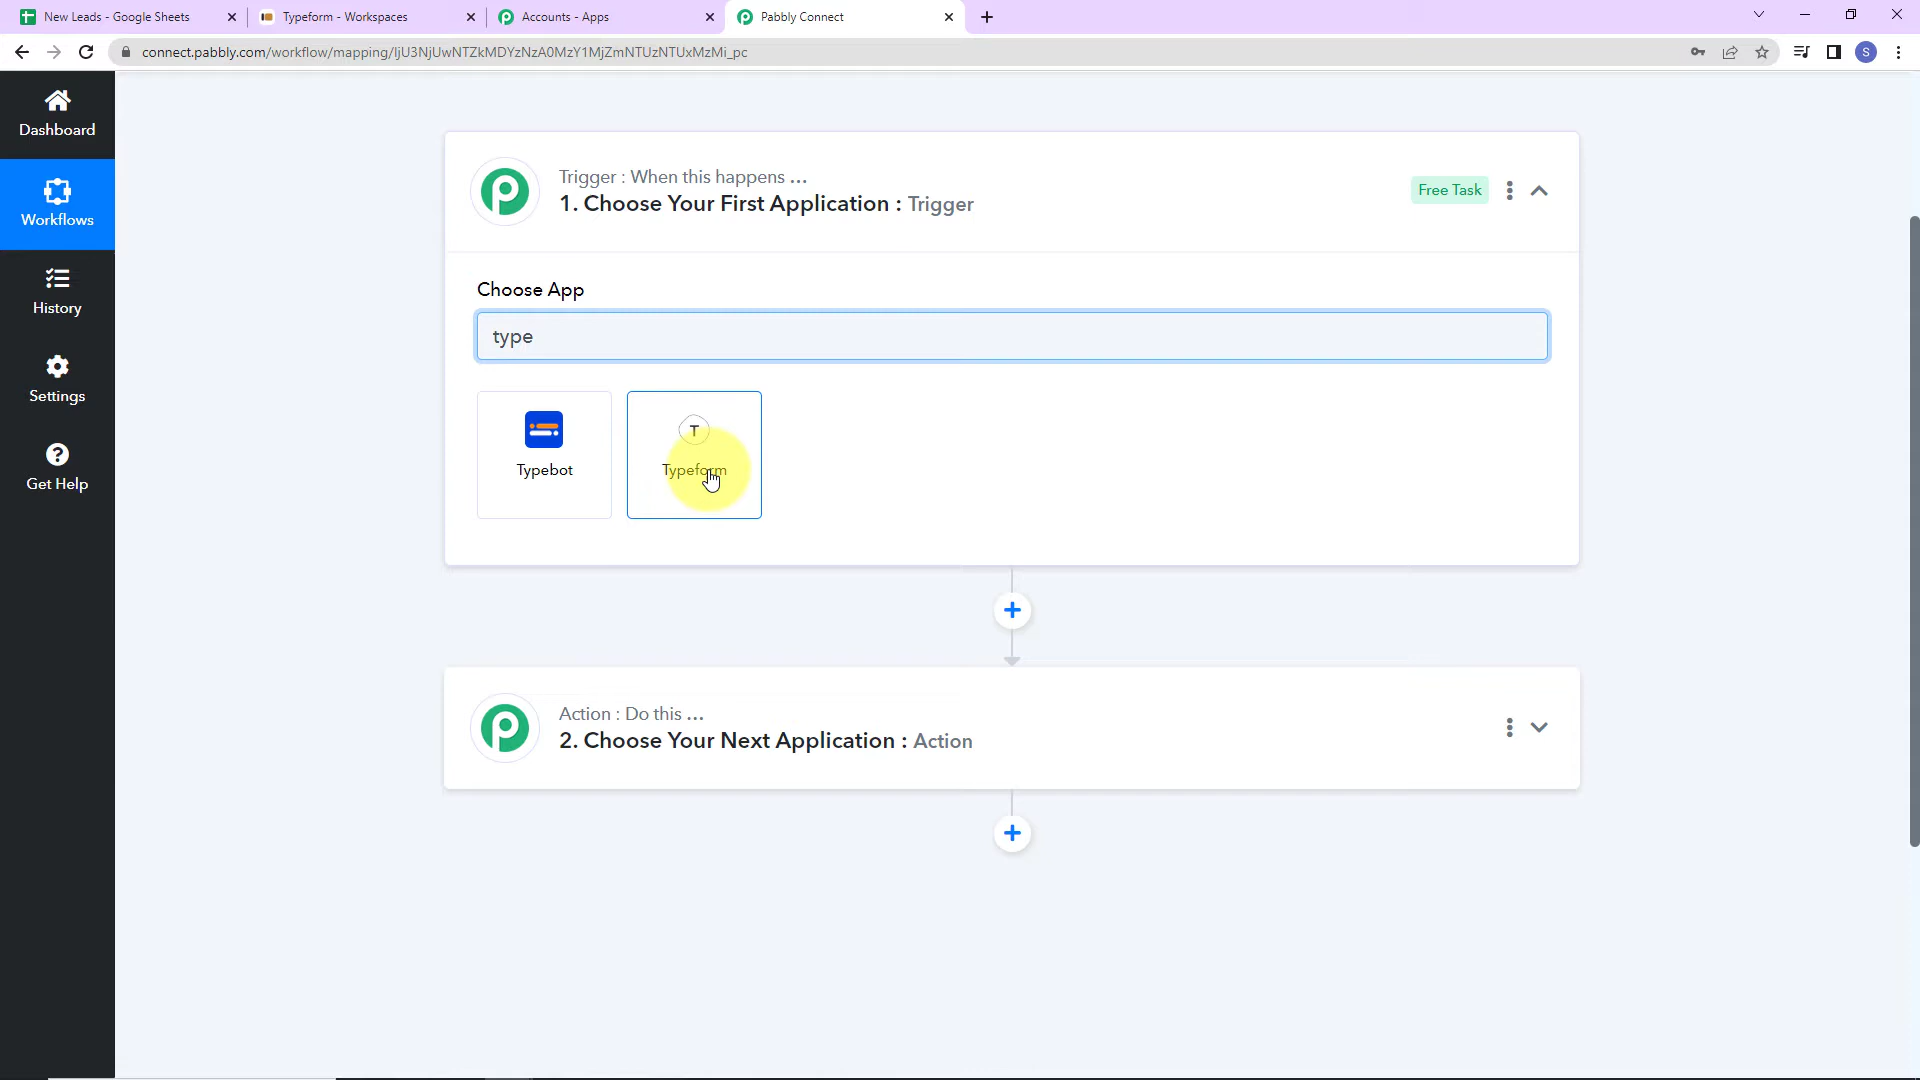 New Leads - Google Sheets
Typeform - Workspaces
Accounts - Apps
Pabbly Connect
connect.pabbly.com/workflow/mapping/IjU3NjUwNTZkMDYzNzA0MzY1MjZmNTUzNTUxMzMi_pc
S
Dashboard
Workflows
History
Settings
Get Help
Trigger : When this happens ...
1. Choose Your First Application : Trigger
Free Task
Choose App
type
Typebot
T
Typeform
Action : Do this ...
2. Choose Your Next Application : Action